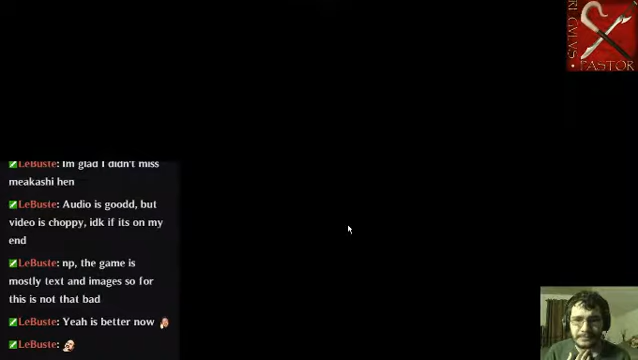 LeBuste: Im glad I didn't miss
meakashi hen
LeBuste: Audio is goodd, but
video is choppy, idk if its on my
end
LeBuste: np, the game is
mostly text and images so for
this is not that bad
LeBuste: Yeah is better now
LeBuste:
PASTOR